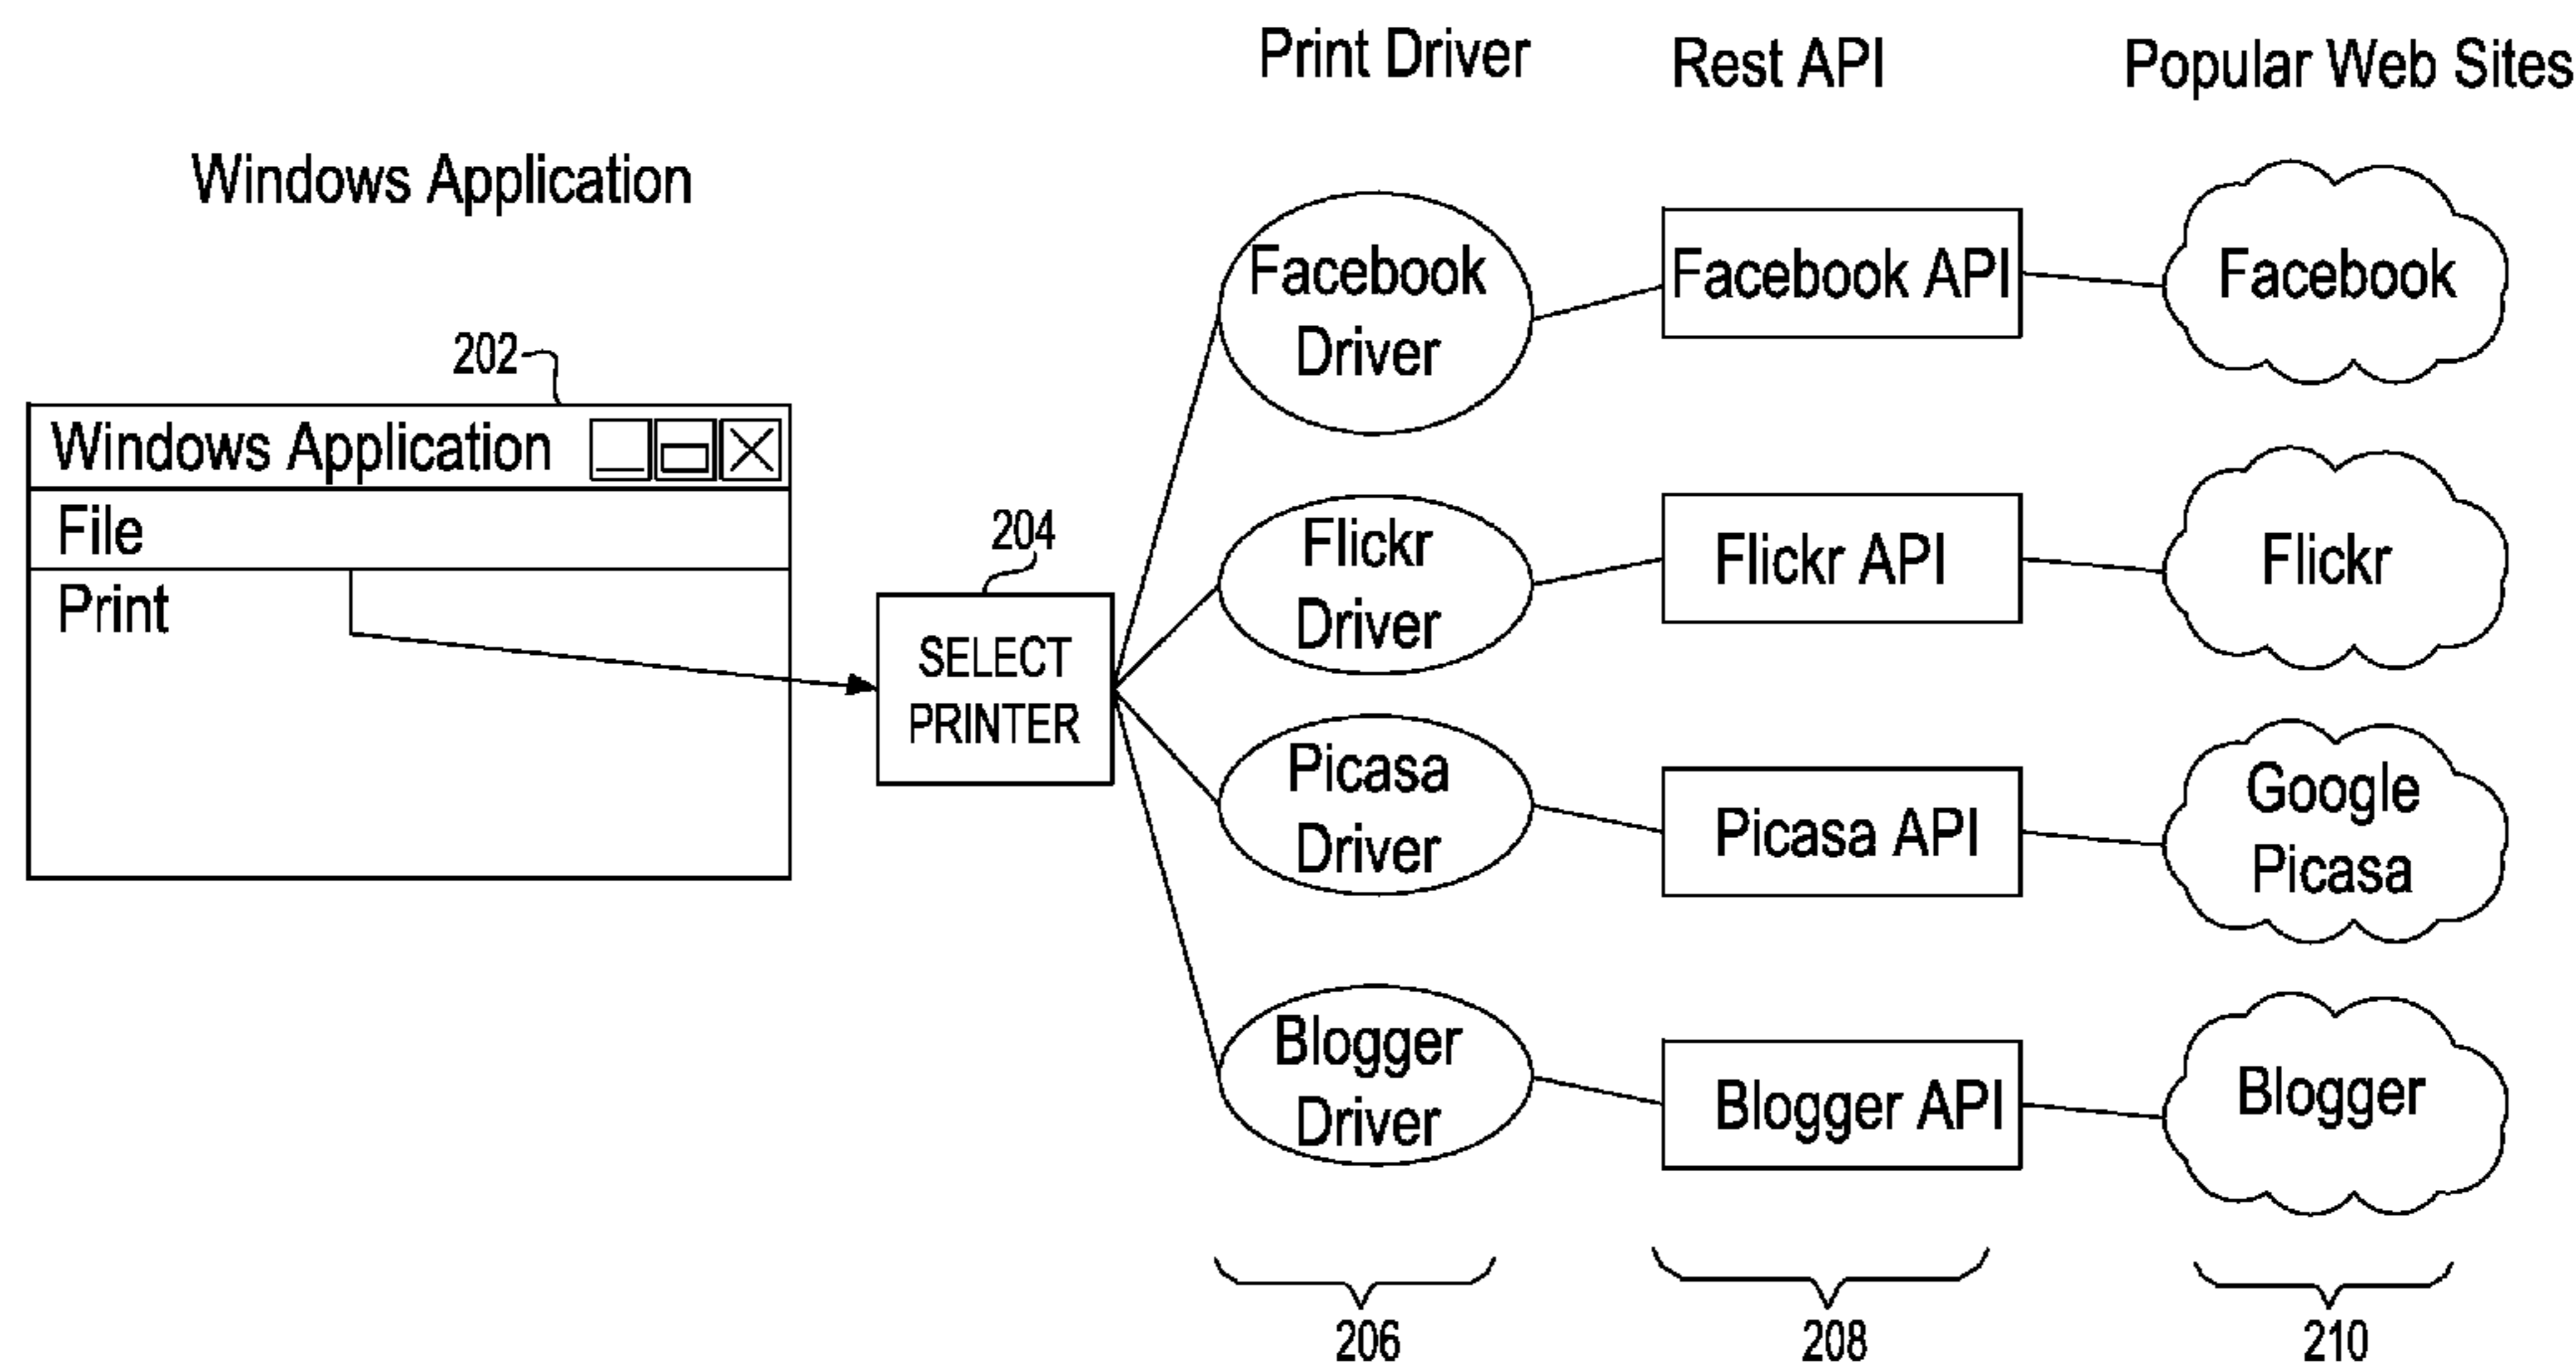 Print Driver
Rest API
Popular Web Sites
Windows Application
202
Windows Application
File
Print
204
SELECT
PRINTER
Facebook
Driver
Facebook API
Facebook
Flickr
Driver
Flickr API
Flickr
Picasa
Driver
Picasa API
Google
Picasa
Blogger
Driver
Blogger API
Blogger
206
208
210